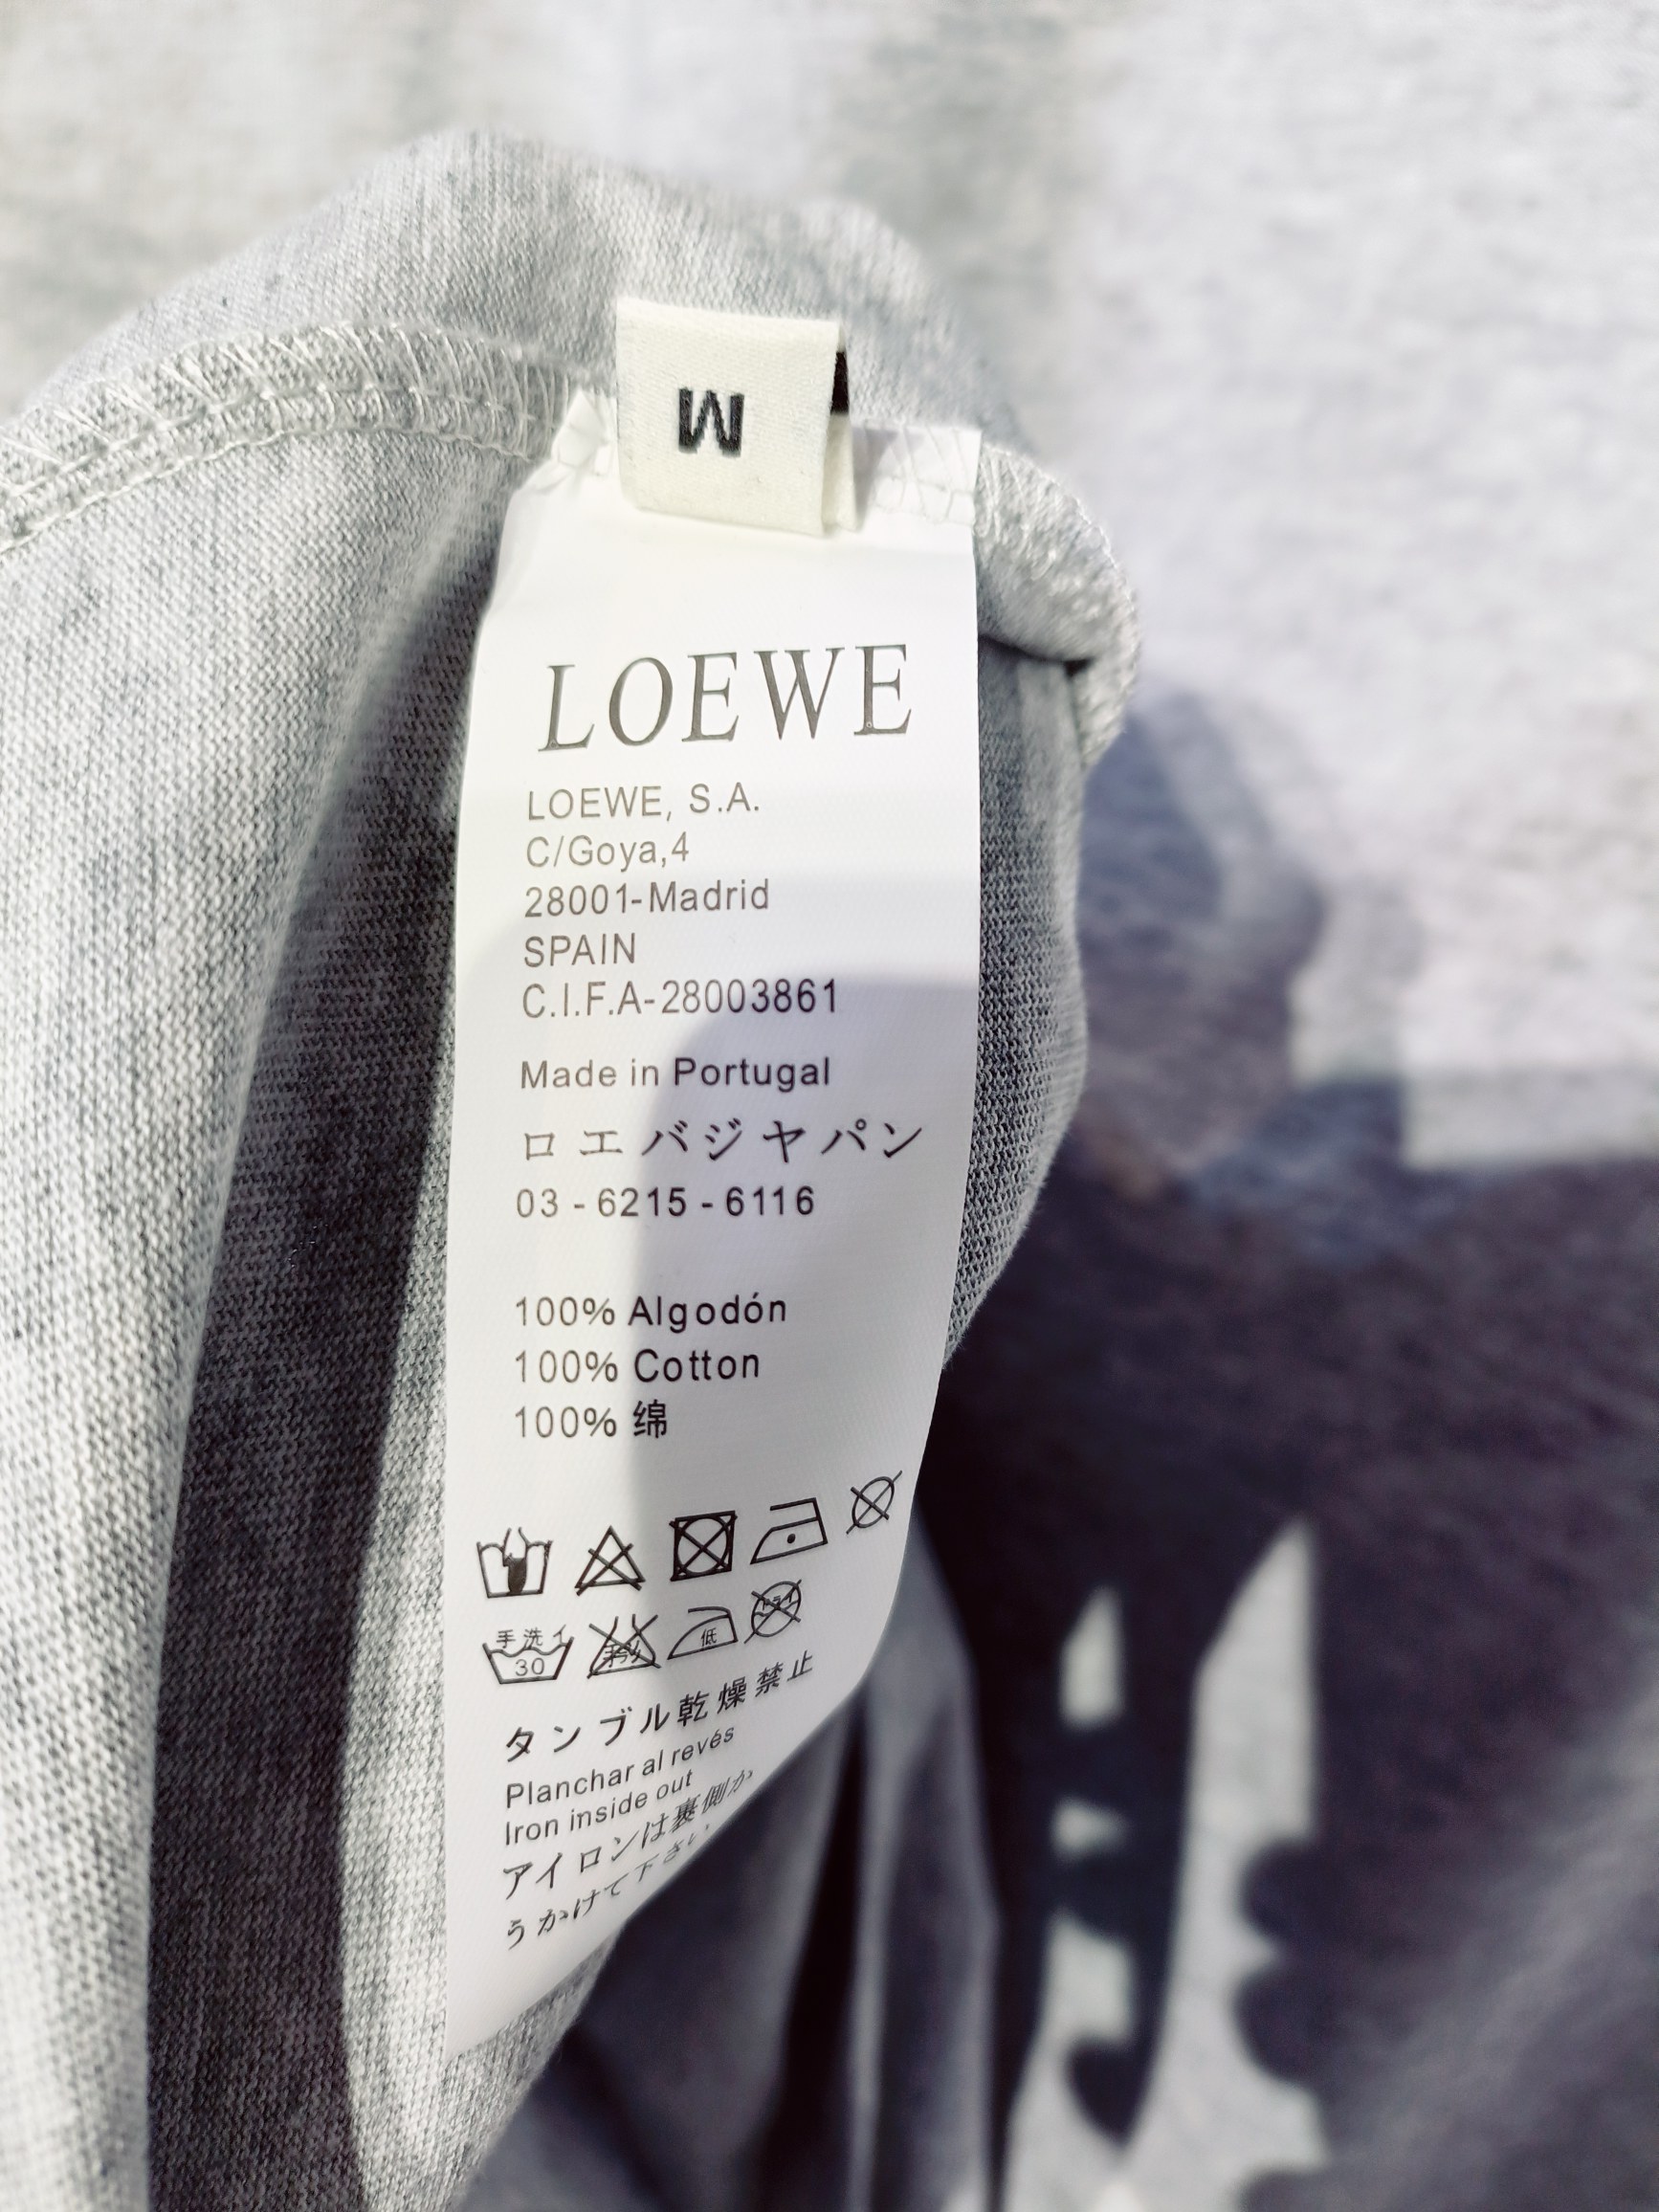 M
LOEWE
LOEWE, S.A.
C/Goya,4
28001-Madrid
SPAIN
C.I.F.A-28003861
Made in Portugal
ロエバジヤパン
03-6215-6116
100% Algodón
100% Cotton
100% 绵
手洗イ
30
低
タンブル乾燥禁止
Planchar al revés
Iron inside out
アイロンは裏側か
うかけて下さい